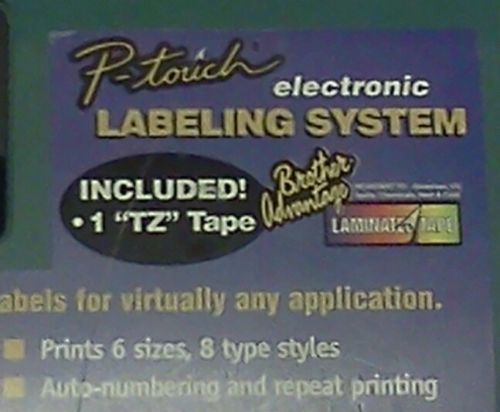 P-touch
electronic
LABELING SYSTEM
INCLUDED!
• 1 "TZ" Tape
Brother
Advantage
LAMINATED TAPE
abels for virtually any application.
Prints 6 sizes, 8 type styles
Auto-numbering and repeat printing